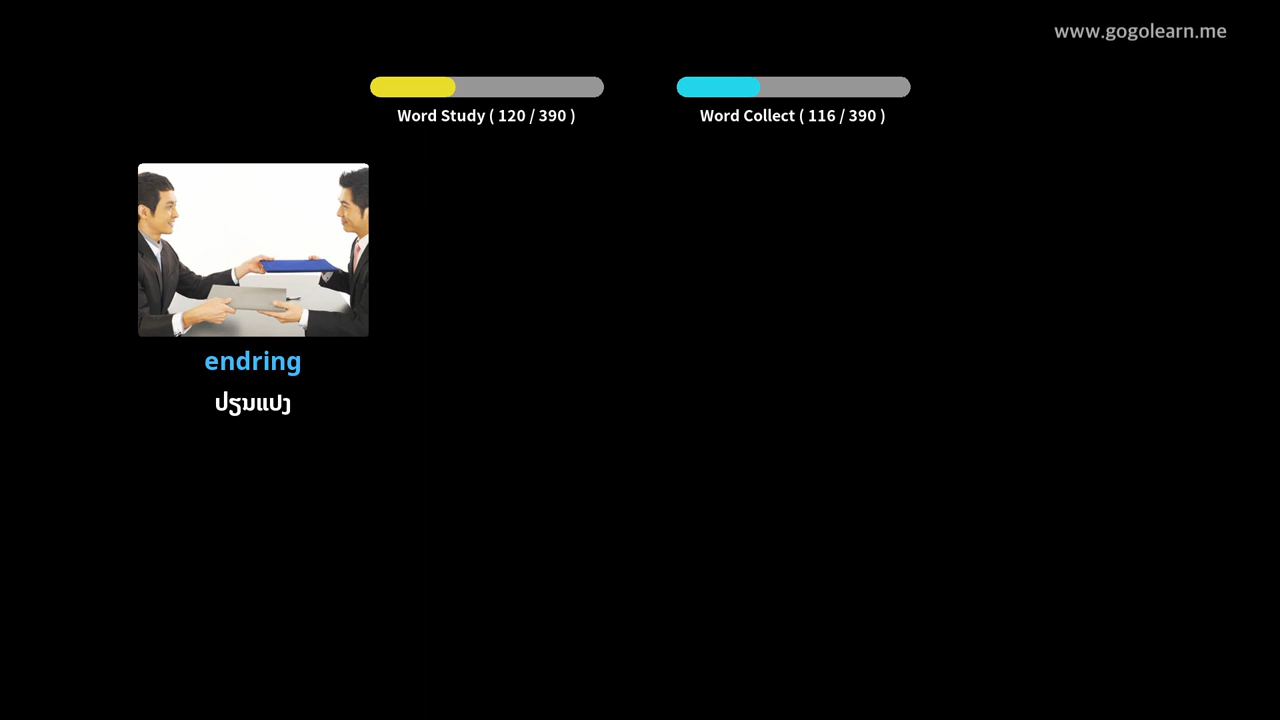 www.gogolearn.me
Word Study ( 120 / 390 )
Word Collect ( 116 / 390 )
endring
ປ່ຽນແປງ